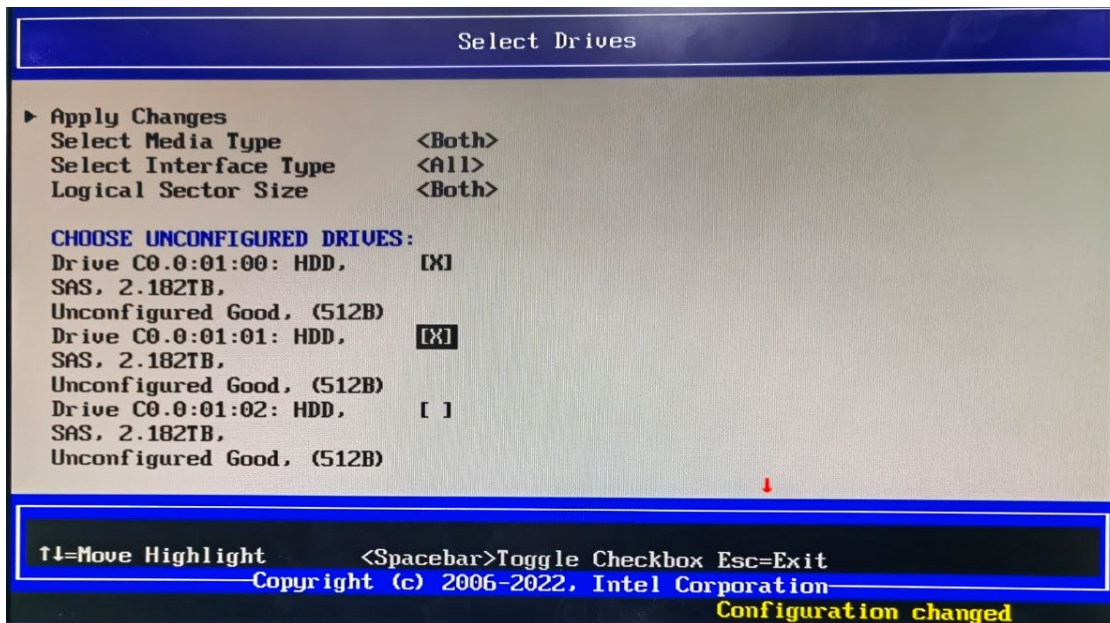 Select Drives
▶ Apply Changes
Select Media Type <Both>
Select Interface Type <All>
Logical Sector Size <Both>
CHOOSE UNCONFIGURED DRIVES:
Drive C0.0:01:00: HDD, [X]
SAS, 2.182TB,
Unconfigured Good, (512B)
Drive C0.0:01:01: HDD, [X]
SAS, 2.182TB,
Unconfigured Good, (512B)
Drive C0.0:01:02: HDD, [ ]
SAS, 2.182TB,
Unconfigured Good, (512B)
↓
↑↓=Move Highlight <Spacebar>Toggle Checkbox Esc=Exit
Copyright (c) 2006-2022, Intel Corporation
Configuration changed